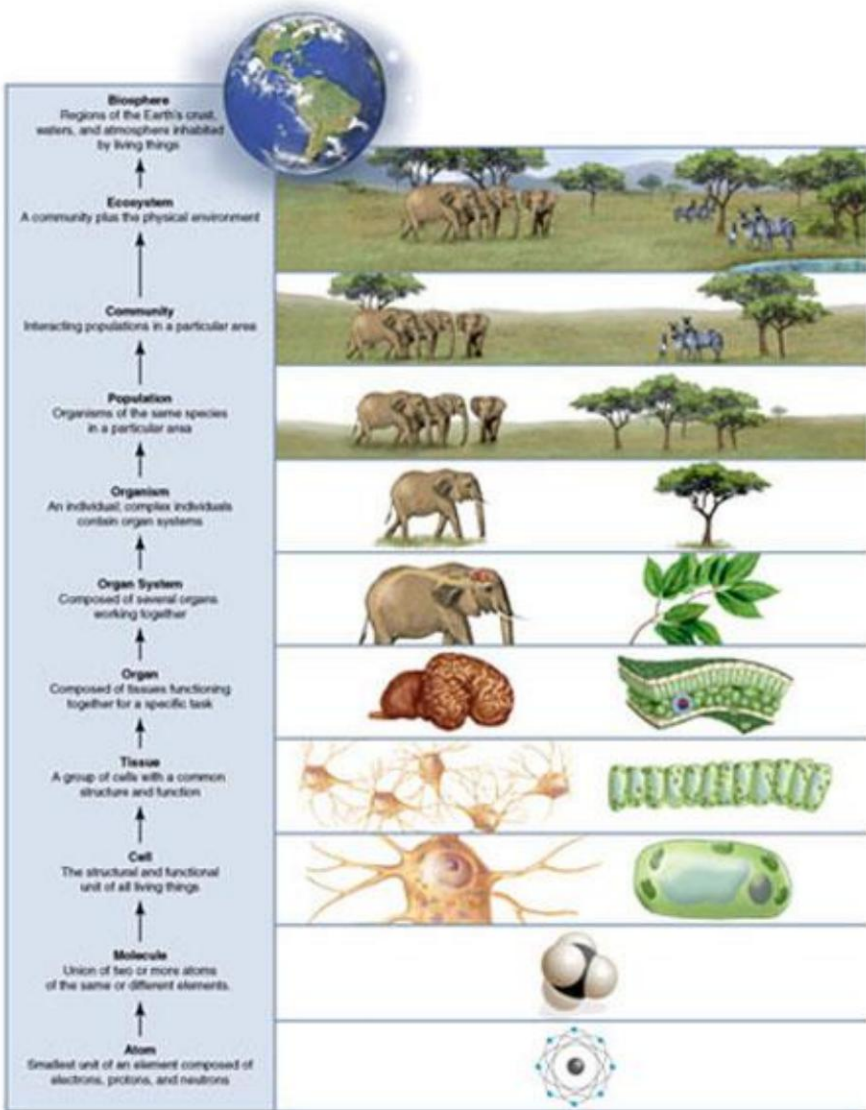 Biosphere
Regions of the Earth's crust,
waters, and atmosphere inhabited
by living things
Ecosystem
A community plus the physical environment
Community
Interacting populations in a particular area
Population
Organisms of the same species
in a particular area
Organism
An individual; complex individuals
contain organ systems
Organ System
Composed of several organs
working together
Organ
Composed of tissues functioning
together for a specific task
Tissue
A group of cells with a common
structure and function
Cell
The structural and functional
unit of all living things
Molecule
Union of two or more atoms
of the same or different elements.
Atom
Smallest unit of an element composed of
electrons, protons, and neutrons